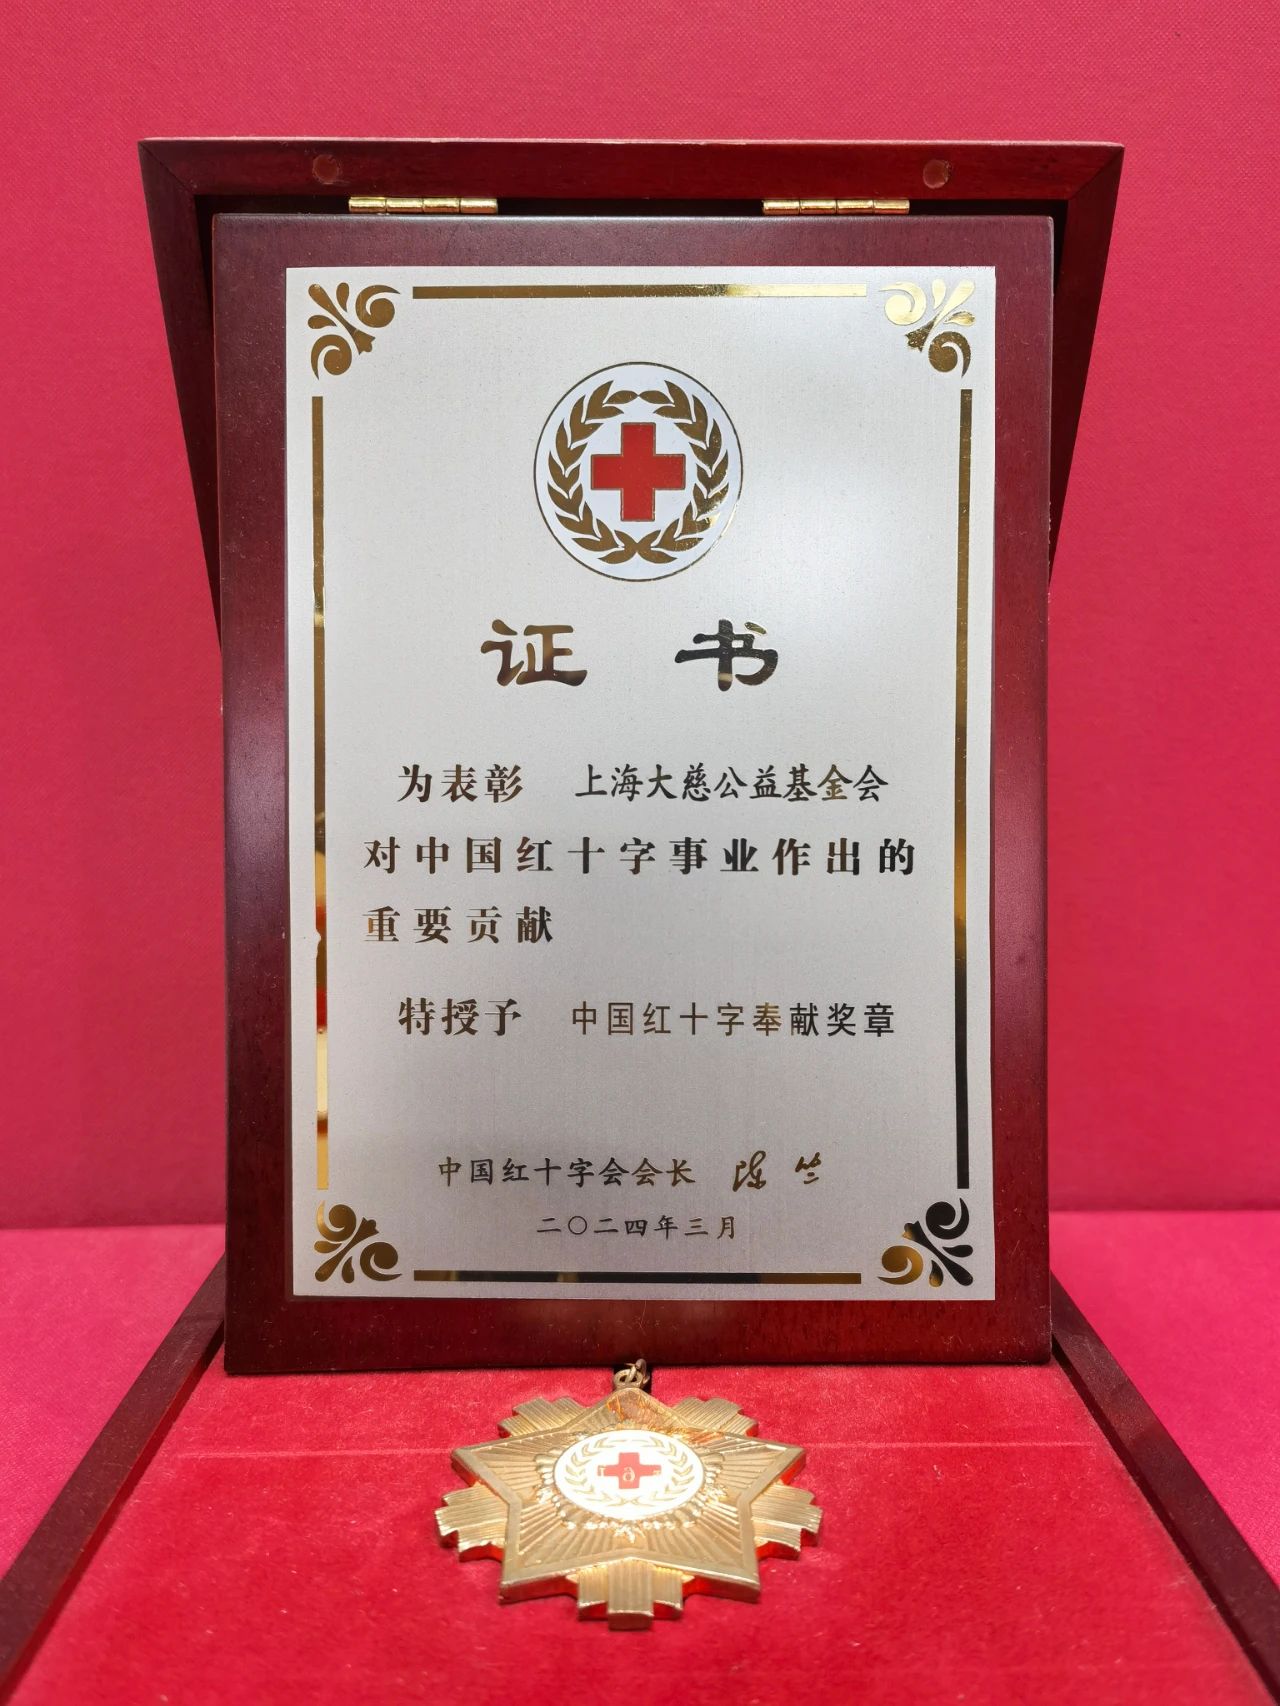 证书
为表彰 上海大慈公益基金会
对中国红十字事业作出的
重要贡献
特授予 中国红十字奉献奖章
中国红十字会会长 陈竺
二〇二四年三月